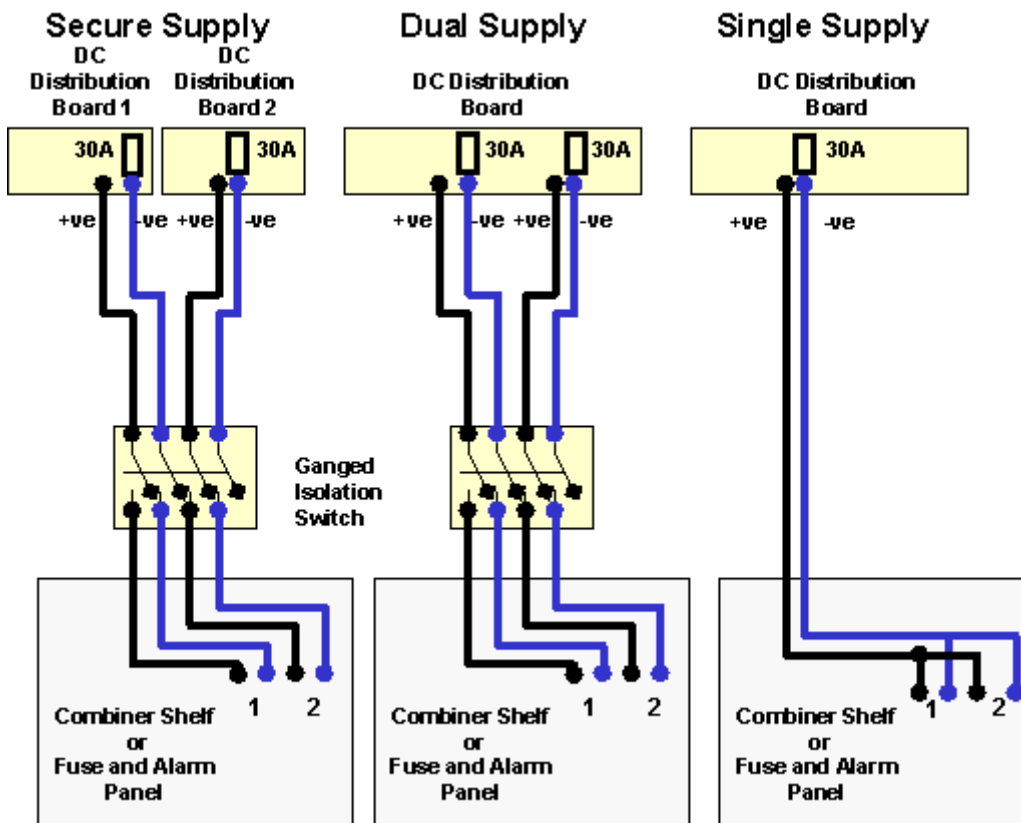 Secure Supply
Dual Supply
Single Supply
DC
Distribution
Board 1
DC
Distribution
Board 2
DC Distribution
Board
DC Distribution
Board
30A
30A
30A
30A
30A
+ve
-ve
+ve
-ve
+ve
-ve
+ve
-ve
+ve
-ve
Ganged
Isolation
Switch
1
2
1
2
1
2
Combiner Shelf
or
Fuse and Alarm
Panel
Combiner Shelf
or
Fuse and Alarm
Panel
Combiner Shelf
or
Fuse and Alarm
Panel